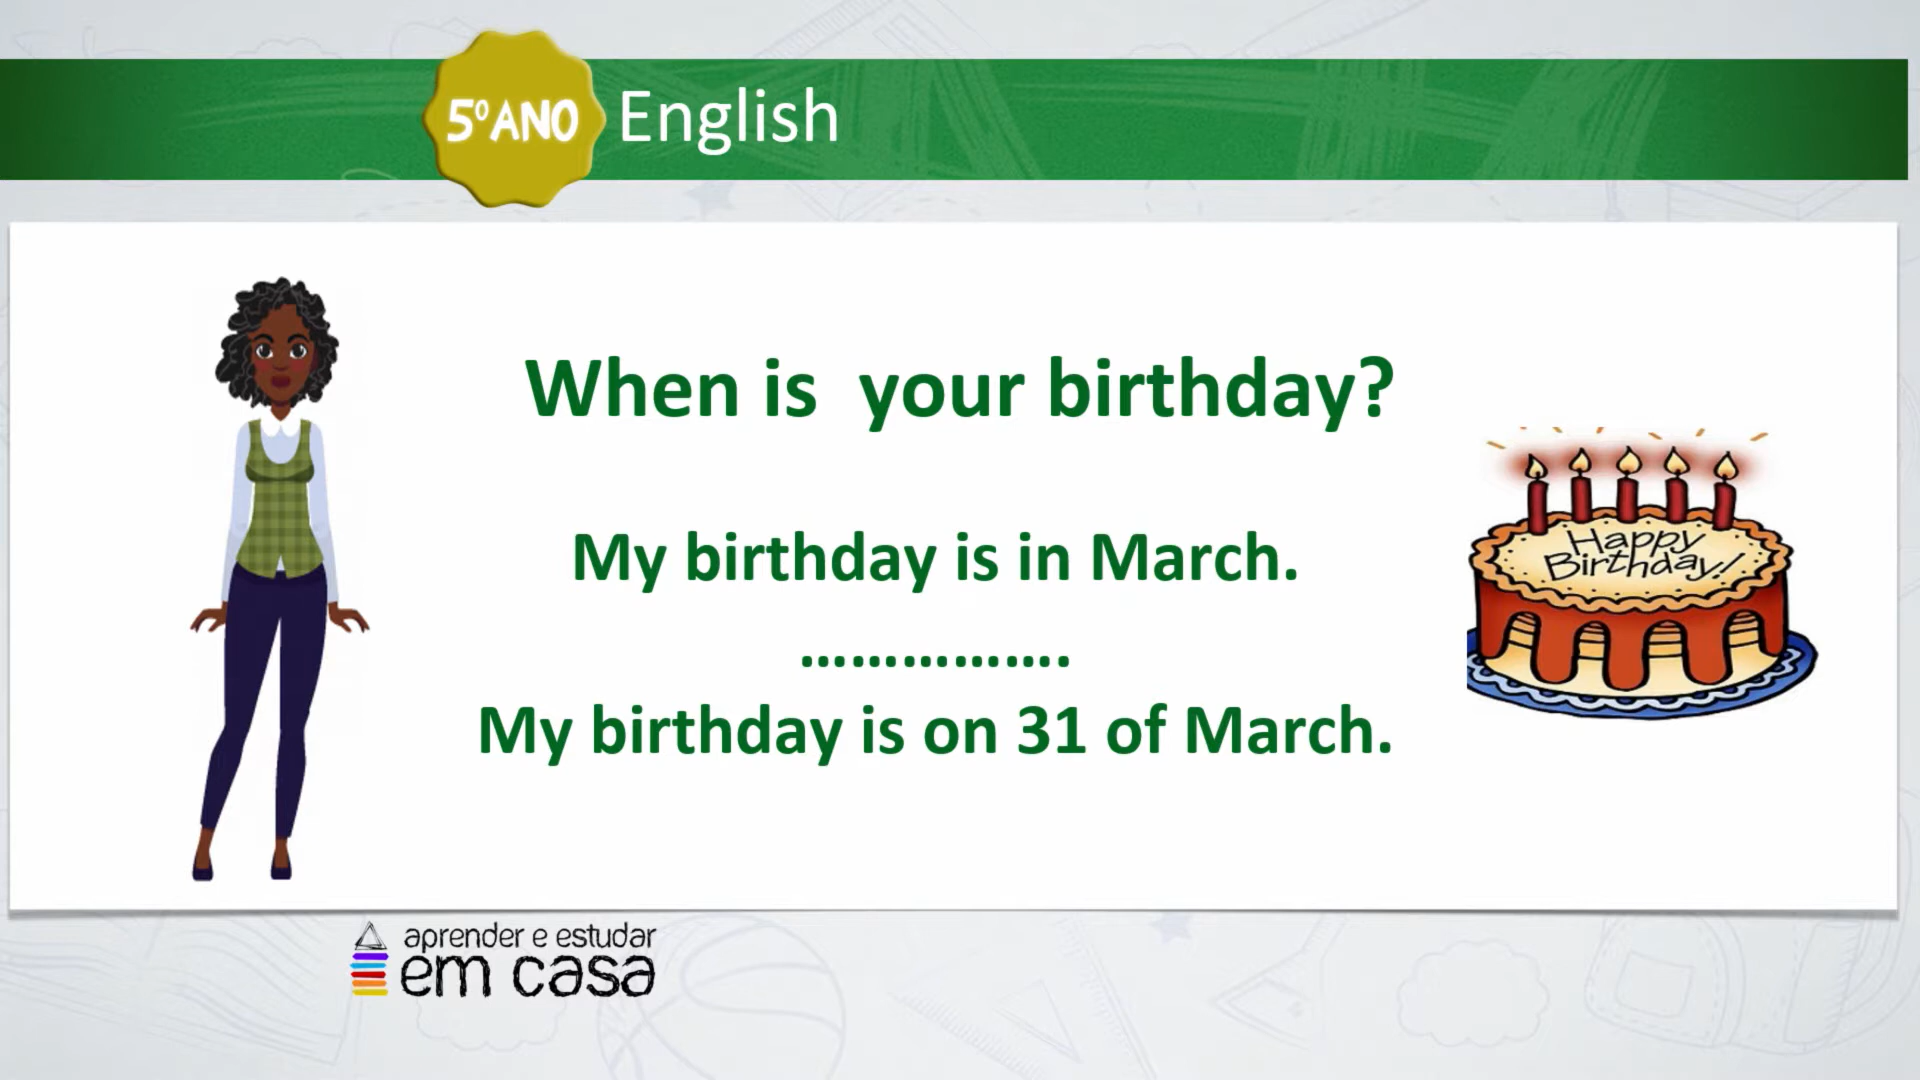 5ºANO English
When is  your birthday?
My birthday is in March.
…………….
My birthday is on 31 of March.
Happy
Birthday!
aprender e estudar
em casa